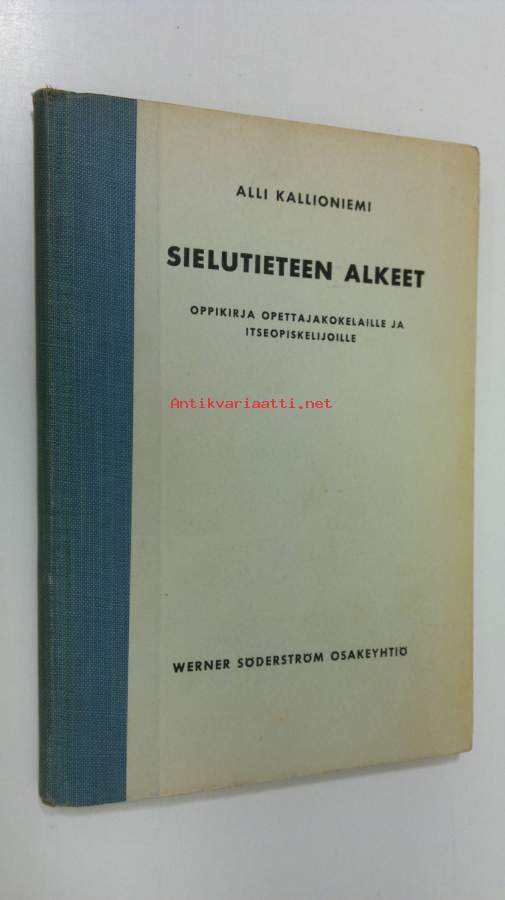 ALLI KALLIONIEMI
SIELUTIETEEN ALKEET
OPPIKIRJA OPETTAJAKOKELAILLE JA
ITSEOPISKELIJOILLE
Antikvariaatti.net
WERNER SÖDERSTRÖM OSAKEYHTIÖ